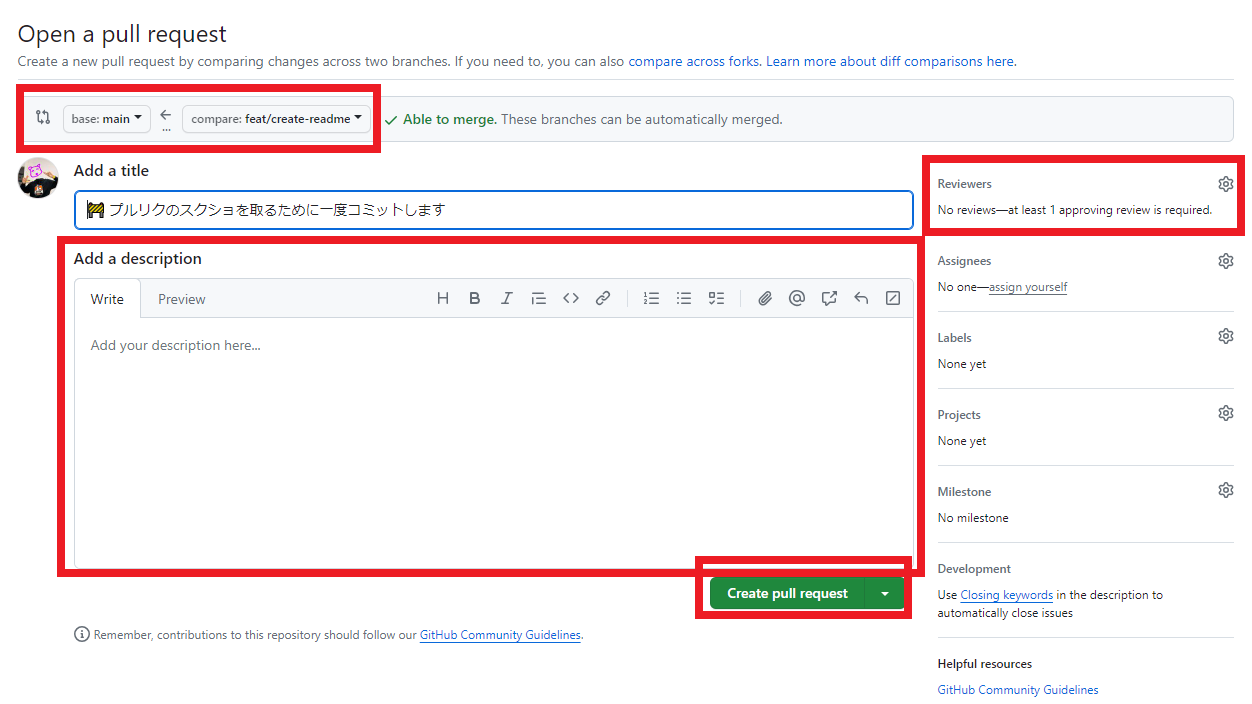 Open a pull request
Create a new pull request by comparing changes across two branches. If you need to, you can also compare across forks. Learn more about diff comparisons here.
base: main ← ... compare: feat/create-readme
Able to merge. These branches can be automatically merged.
Add a title
🚧 プルリクのスクショを取るために一度コミットします
Add a description
Write Preview
Add your description here...
Create pull request
Remember, contributions to this repository should follow our GitHub Community Guidelines.
Reviewers
No reviews—at least 1 approving review is required.
Assignees
No one—assign yourself
Labels
None yet
Projects
None yet
Milestone
No milestone
Development
Use Closing keywords in the description to
automatically close issues
Helpful resources
GitHub Community Guidelines